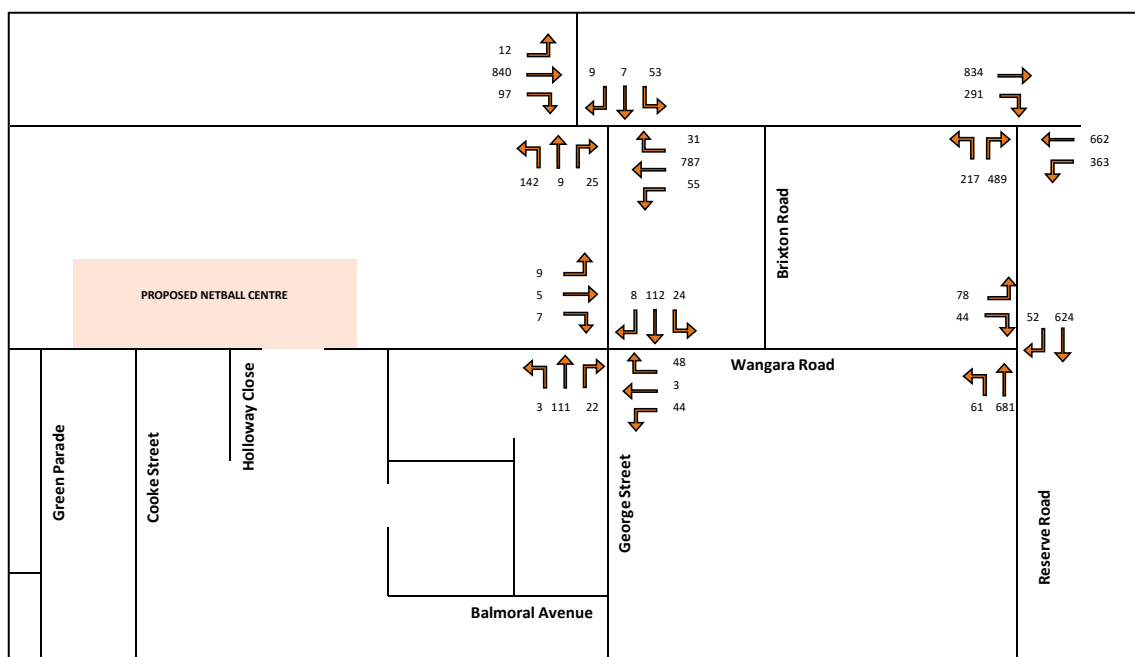 12
840
97
9 7 53
834
291
31
787
55
662
363
142 9 25
217 489
Brixton Road
9
5
7
PROPOSED NETBALL CENTRE
8 112 24
78
44
52 624
Wangara Road
48
3
44
3 111 22
61 681
Green Parade
Cooke Street
Holloway Close
George Street
Reserve Road
Balmoral Avenue